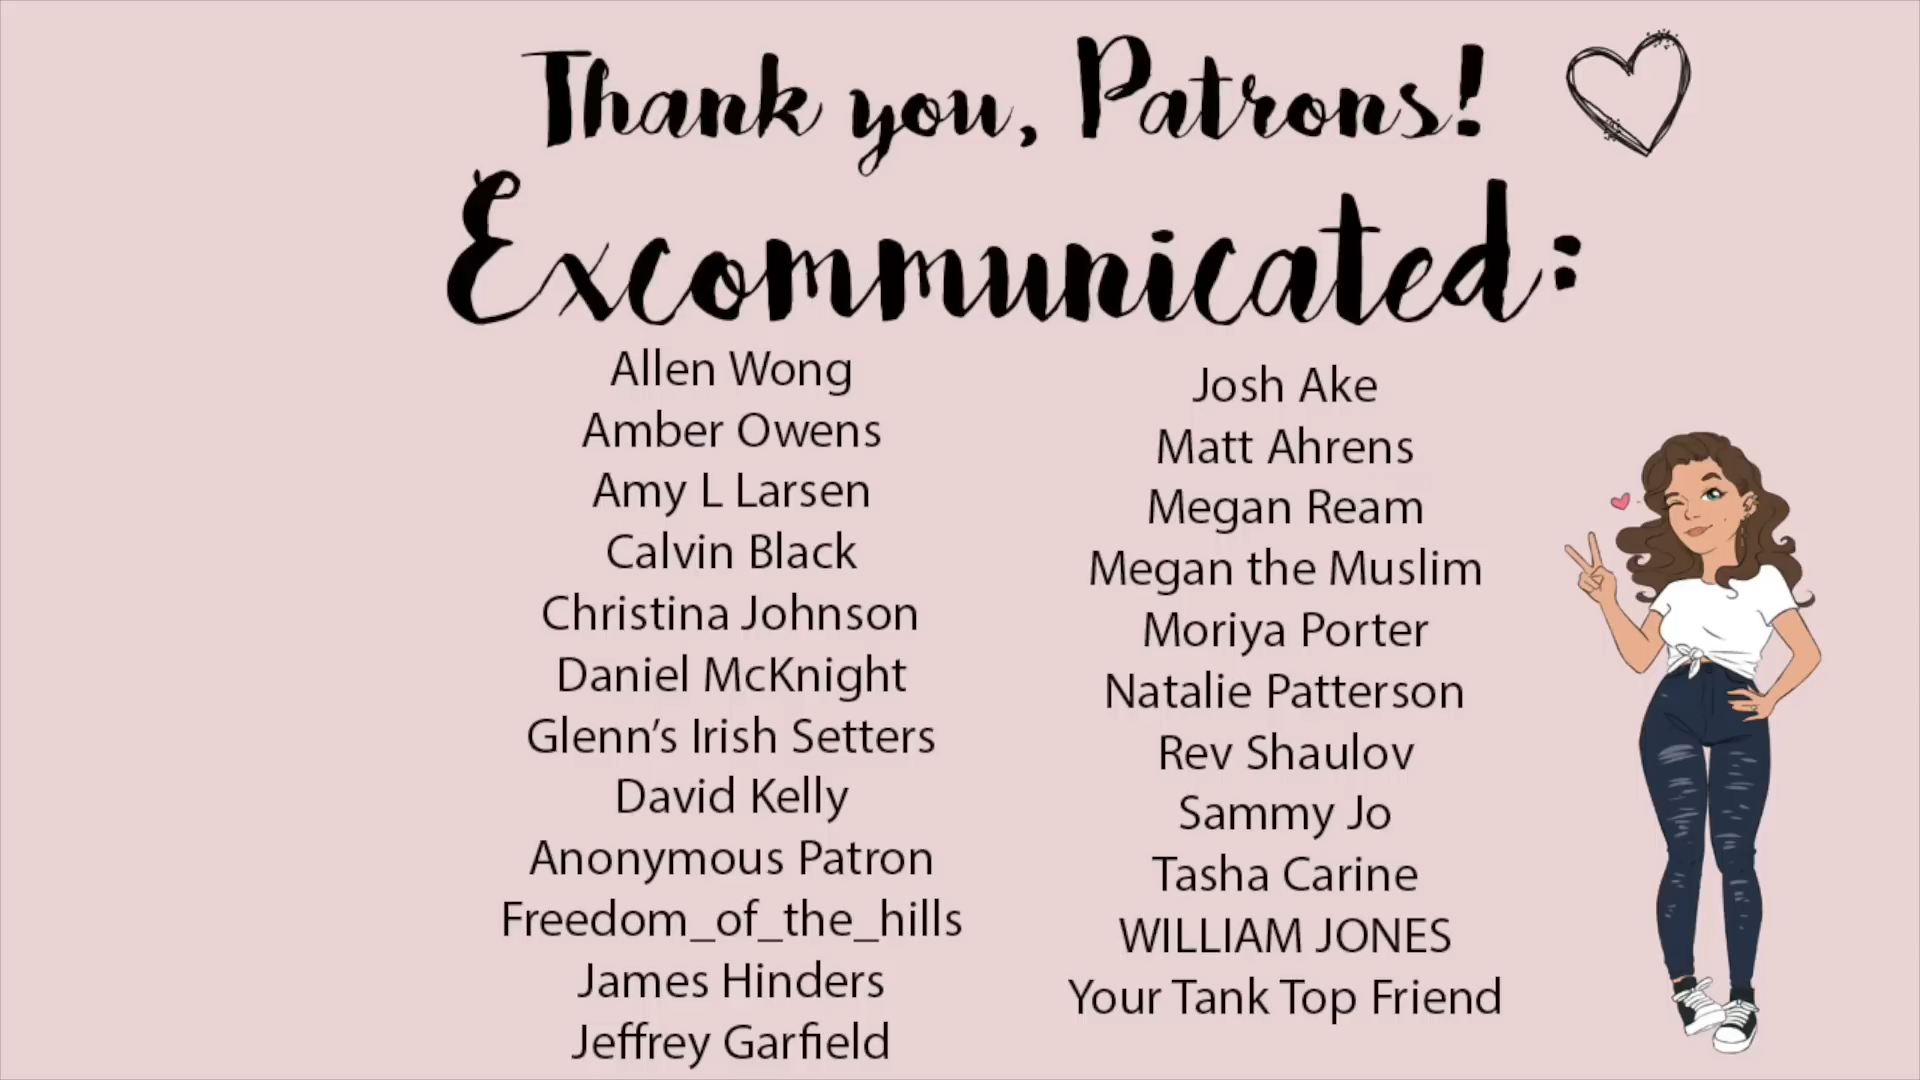 Thank you, Patrons!
Excommunicated:
Allen Wong
Amber Owens
Amy L Larsen
Calvin Black
Christina Johnson
Daniel McKnight
Glenn’s Irish Setters
David Kelly
Anonymous Patron
Freedom_of_the_hills
James Hinders
Jeffrey Garfield
Josh Ake
Matt Ahrens
Megan Ream
Megan the Muslim
Moriya Porter
Natalie Patterson
Rev Shaulov
Sammy Jo
Tasha Carine
WILLIAM JONES
Your Tank Top Friend